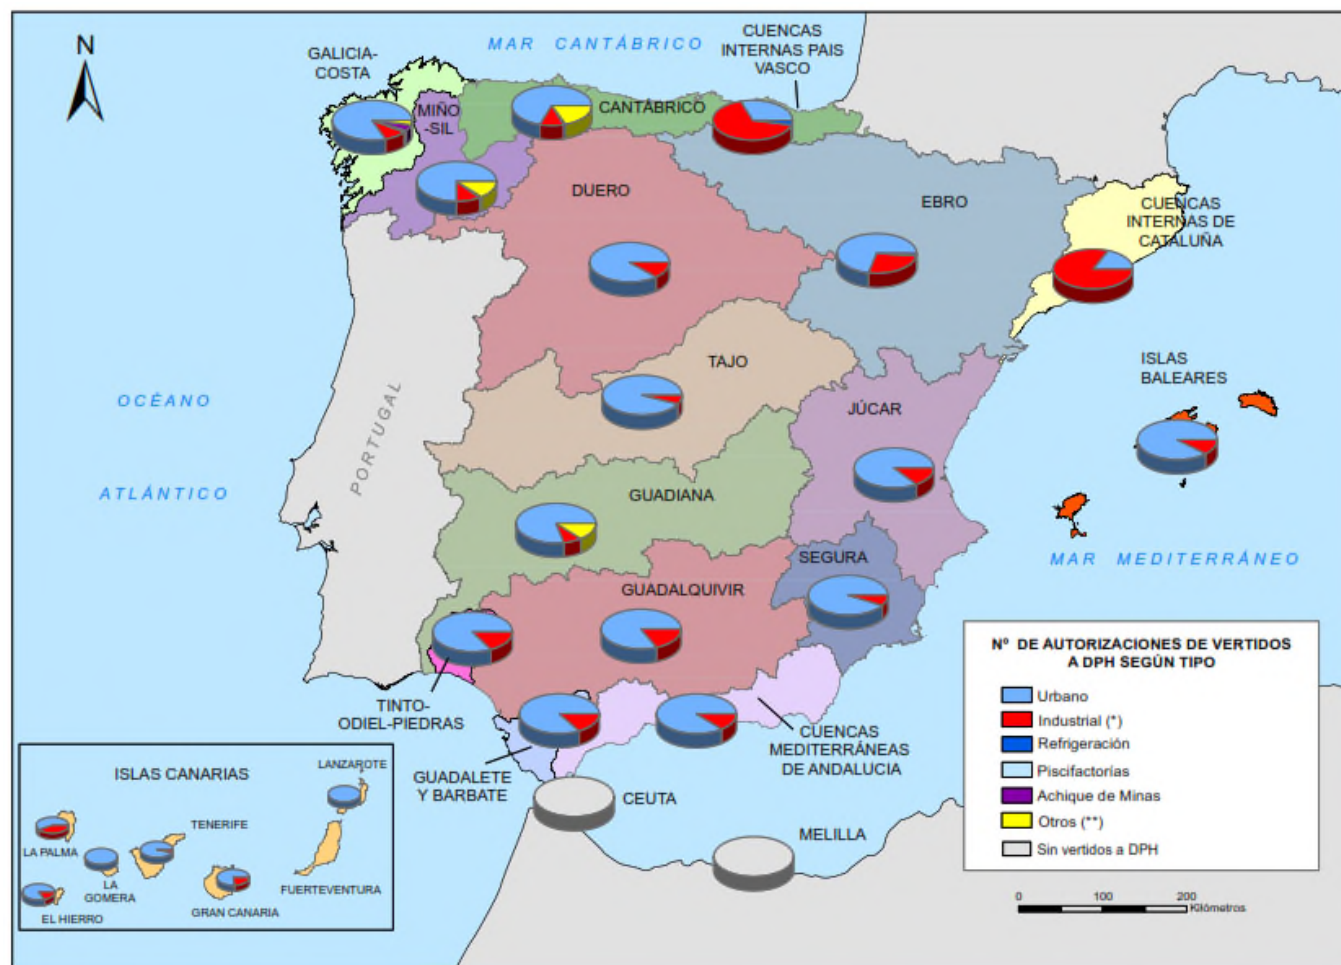 N
MAR CANTÁBRICO
CUENCAS
INTERNAS PAIS
VASCO
GALICIA-
COSTA
MIÑO
-SIL
CANTÁBRICO
DUERO
EBRO
CUENCAS
INTERNAS DE
CATALUÑA
TAJO
ISLAS
BALEARES
OCÉANO
ATLÁNTICO
PORTUGAL
JÚCAR
GUADIANA
MAR MEDITERRÁNEO
SEGURA
GUADALQUIVIR
TINTO-
ODIEL-PIEDRAS
GUADALETE
Y BARBATE
CUENCAS
MEDITERRÁNEAS
DE ANDALUCIA
CEUTA
MELILLA
ISLAS CANARIAS
LANZAROTE
TENERIFE
LA PALMA
LA
GOMERA
EL HIERRO
GRAN CANARIA
FUERTEVENTURA
Nº DE AUTORIZACIONES DE VERTIDOS
A DPH SEGÚN TIPO
Urbano
Industrial (*)
Refrigeración
Piscifactorías
Achique de Minas
Otros (**)
Sin vertidos a DPH
0 100 200
Kilómetros